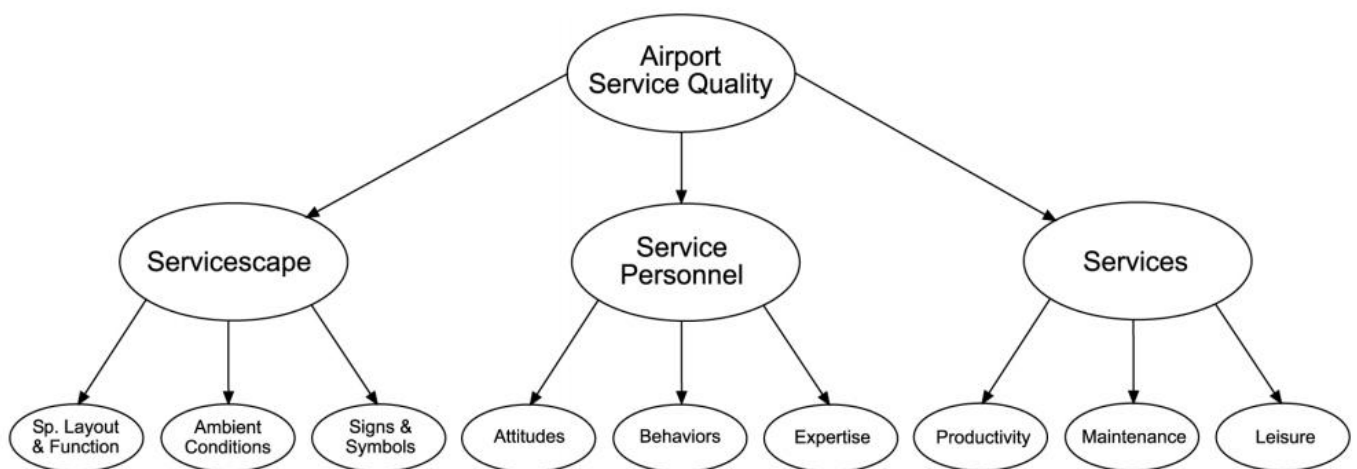 Airport
Service Quality
Servicescape
Service
Personnel
Services
Sp. Layout
& Function
Ambient
Conditions
Signs &
Symbols
Attitudes
Behaviors
Expertise
Productivity
Maintenance
Leisure